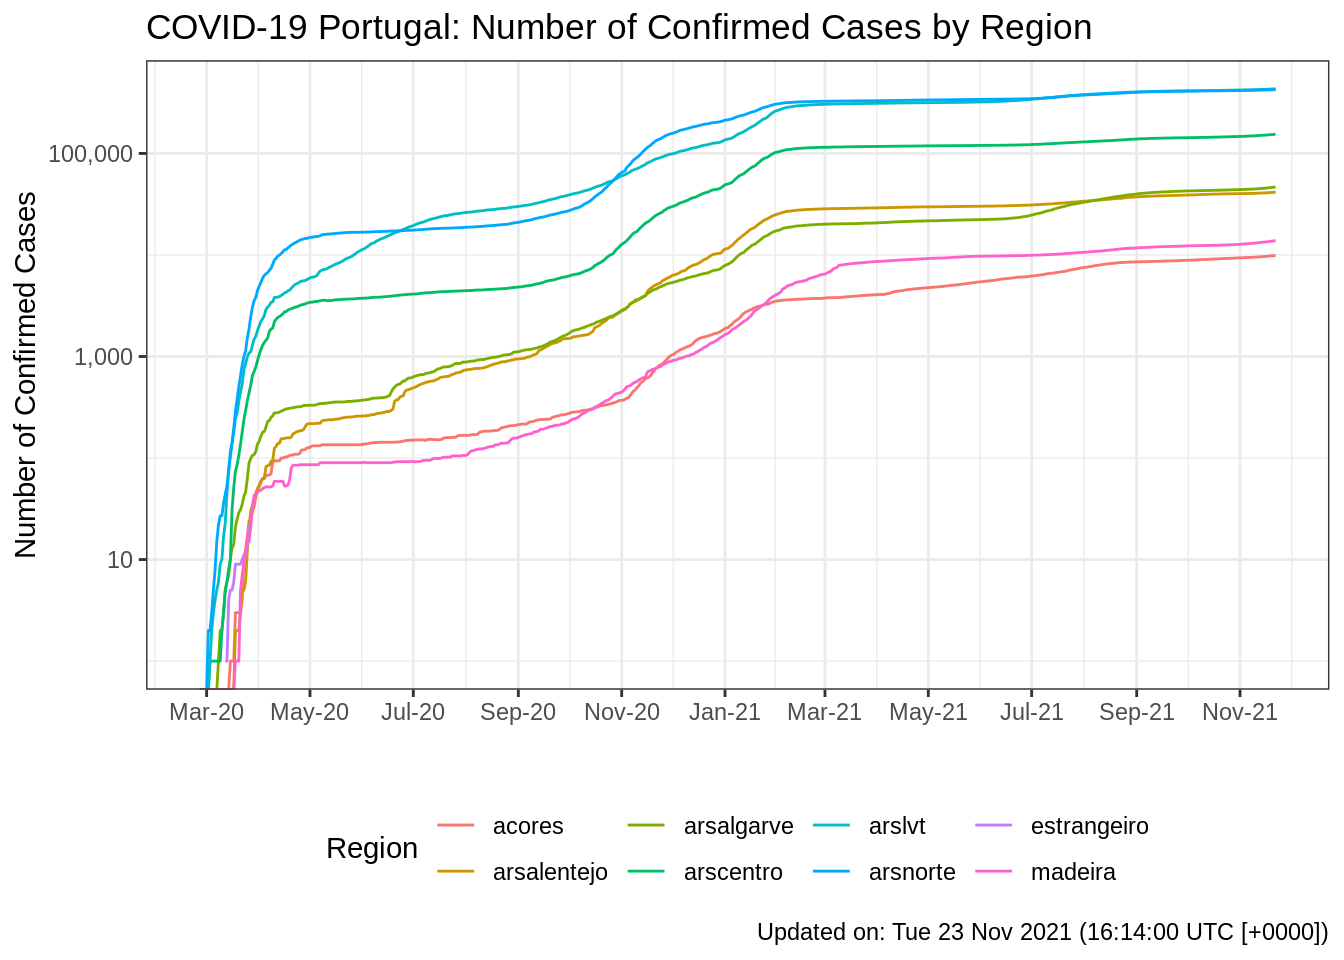 COVID-19 Portugal: Number of Confirmed Cases by Region
Number of Confirmed Cases
100,000
1,000
10
Mar-20 May-20 Jul-20 Sep-20 Nov-20 Jan-21 Mar-21 May-21 Jul-21 Sep-21 Nov-21
Region
acores arsalgarve arslvt estrangeiro
arsalentejo arscentro arsnorte madeira
Updated on: Tue 23 Nov 2021 (16:14:00 UTC [+0000])